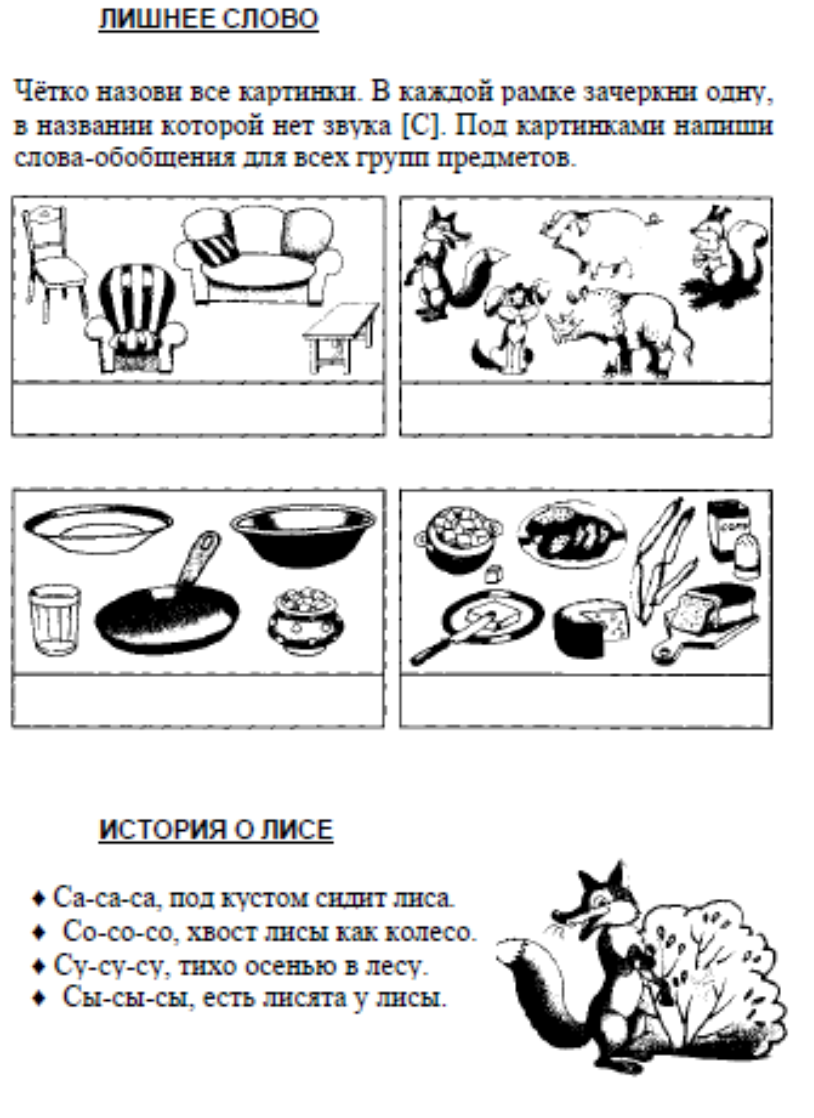 ЛИШНЕЕ СЛОВО
Чётко назови все картинки. В каждой рамке зачеркни одну,
в названии которой нет звука [С]. Под картинками напиши
слова-обобщения для всех групп предметов.
ИСТОРИЯ О ЛИСЕ
♦ Са-са-са, под кустом сидит лиса.
♦ Со-со-со, хвост лисы как колесо.
♦ Су-су-су, тихо осенью в лесу.
♦ Сы-сы-сы, есть лисята у лисы.